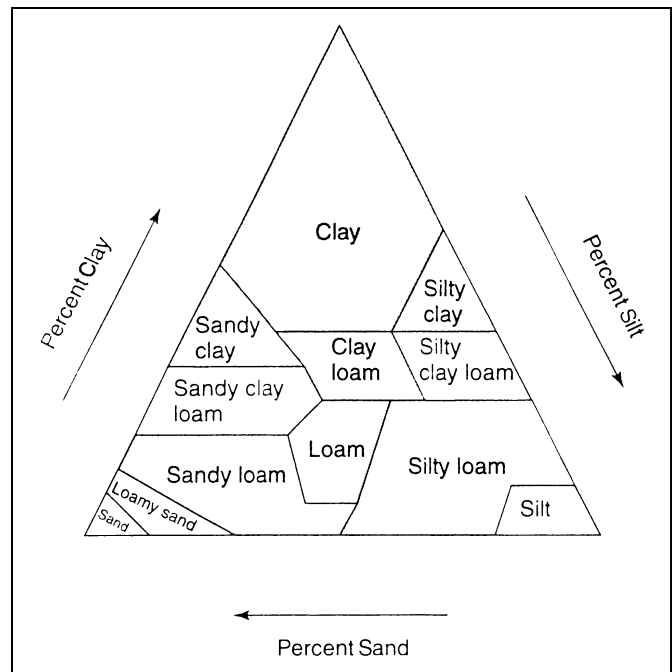 Clay
Percent Clay
Percent Silt
Silty
clay
Sandy
clay
Clay
loam
Silty
clay loam
Sandy clay
loam
Loam
Silty loam
Sandy loam
Loamy sand
Sand
Silt
Percent Sand